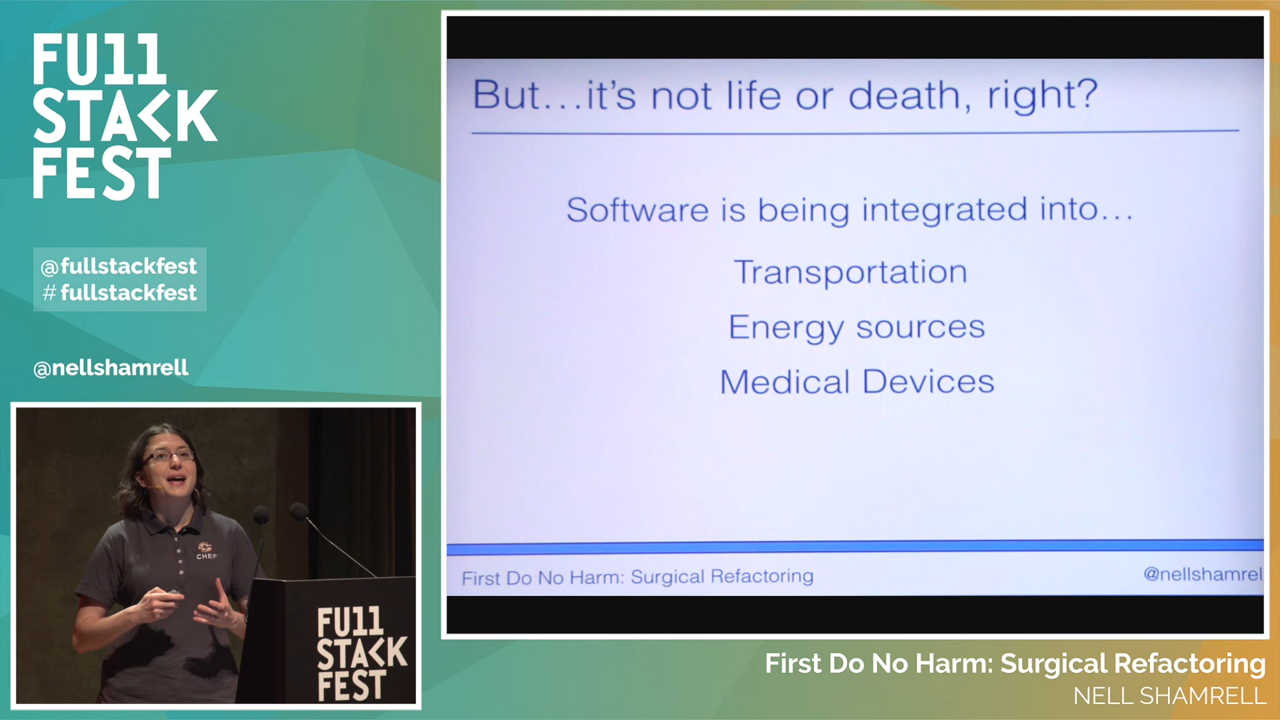 FU11
STACK
FEST
@fullstackfest
# fullstackfest
@nellshamrell
But...it's not life or death, right?
Software is being integrated into...
Transportation
Energy sources
Medical Devices
First Do No Harm: Surgical Refactoring
@nellshamrel
CHEF
FU11
STACK
FEST
First Do No Harm: Surgical Refactoring
NELL SHAMRELL